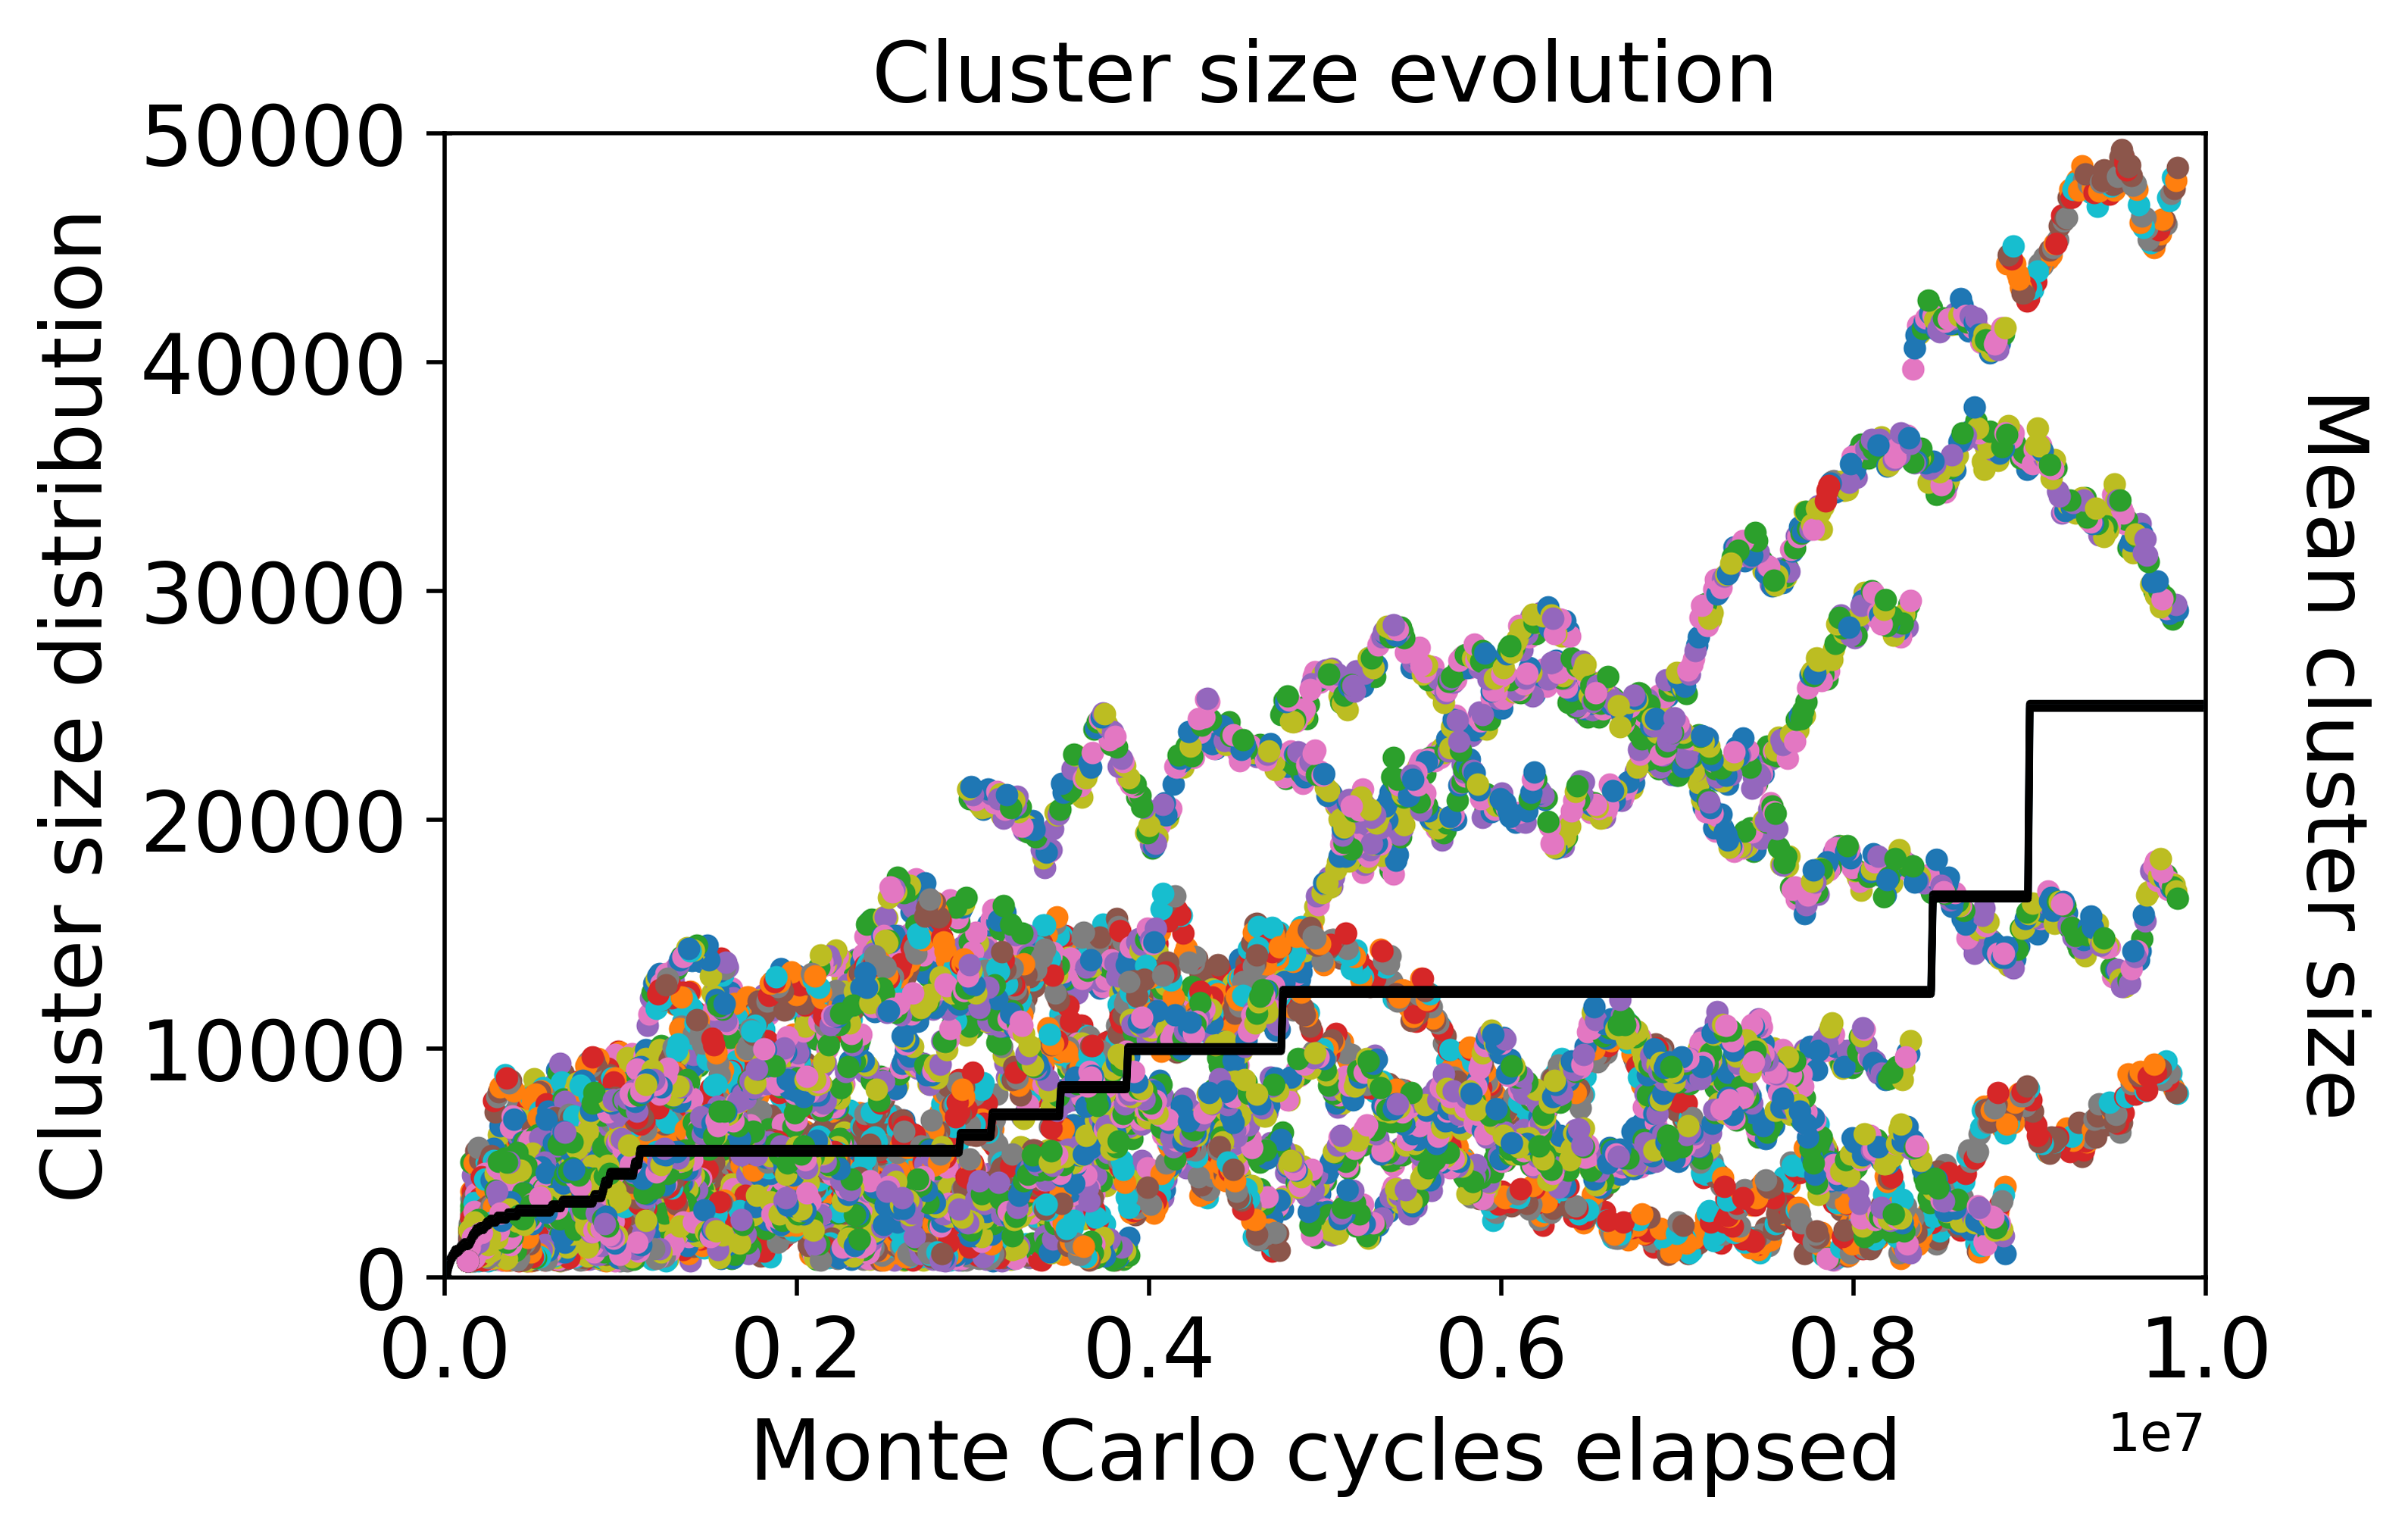 Cluster size evolution
Cluster size distribution
50000
40000
30000
20000
10000
0
0.0 0.2 0.4 0.6 0.8 1.0
1e7
Monte Carlo cycles elapsed
Mean cluster size